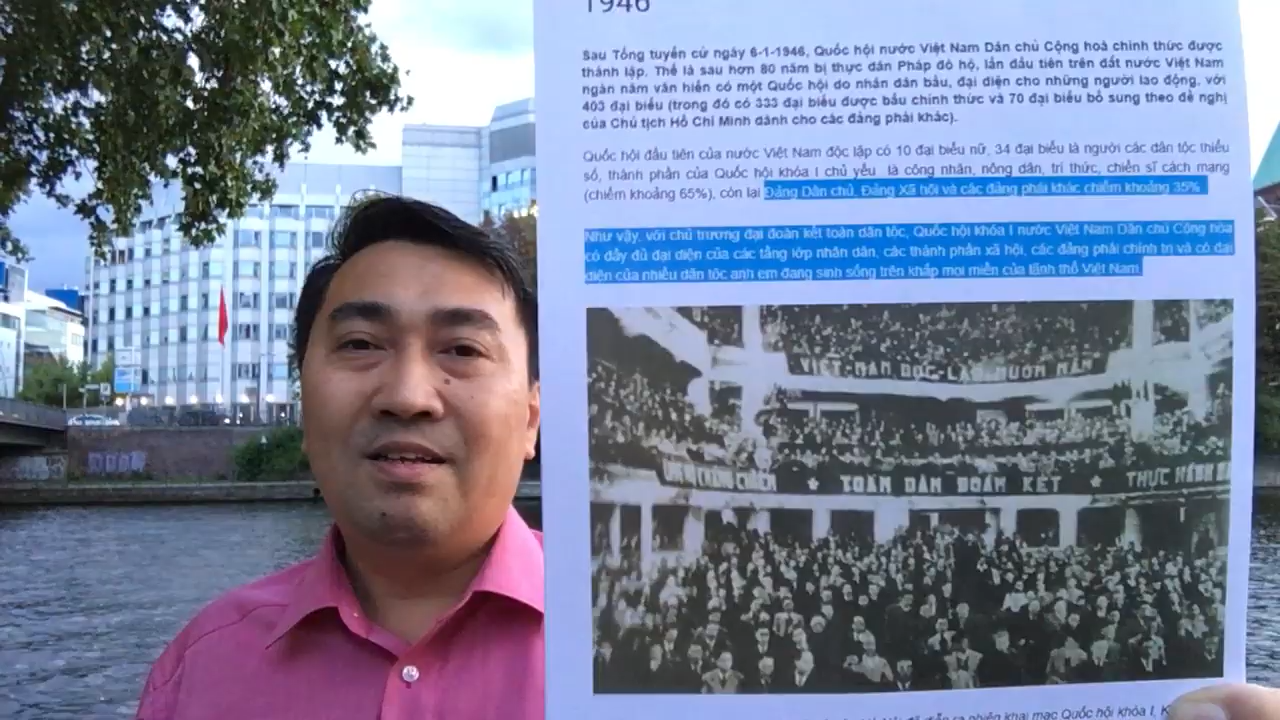 1946
Sau Tổng tuyển cử ngày 6-1-1946, Quốc hội nước Việt Nam Dân chủ Cộng hoà chính thức được
thành lập. Thế là sau hơn 80 năm bị thực dân Pháp đô hộ, lần đầu tiên trên đất nước Việt Nam
ngàn năm văn hiến có một Quốc hội do nhân dân bầu, đại diện cho những người lao động, với
403 đại biểu (trong đó có 333 đại biểu được bầu chính thức và 70 đại biểu bổ sung theo đề nghị
của Chủ tịch Hồ Chí Minh dành cho các đảng phái khác).
Quốc hội đầu tiên của nước Việt Nam độc lập có 10 đại biểu nữ, 34 đại biểu là người các dân tộc thiểu
số, thành phần của Quốc hội khóa I chủ yếu là công nhân, nông dân, trí thức, chiến sĩ cách mạng
(chiếm khoảng 65%), còn lại Đảng Dân chủ, Đảng Xã hội và các đảng phái khác chiếm khoảng 35%
Như vậy, với chủ trương đại đoàn kết toàn dân tộc, Quốc hội khóa I nước Việt Nam Dân chủ Cộng hòa
có đầy đủ đại diện của các tầng lớp nhân dân, các thành phần xã hội, các đảng phái chính trị và có đại
diện của nhiều dân tộc anh em đang sinh sống trên khắp mọi miền của lãnh thổ Việt Nam.
VIỆT-NAM ĐỘC-LẬP MUÔN NĂM
KHÁNG CHIẾN ★ TOÀN DÂN ĐOÀN KẾT ★ THỰC HÀNH
đã diễn ra phiên khai mạc Quốc hội khóa I,